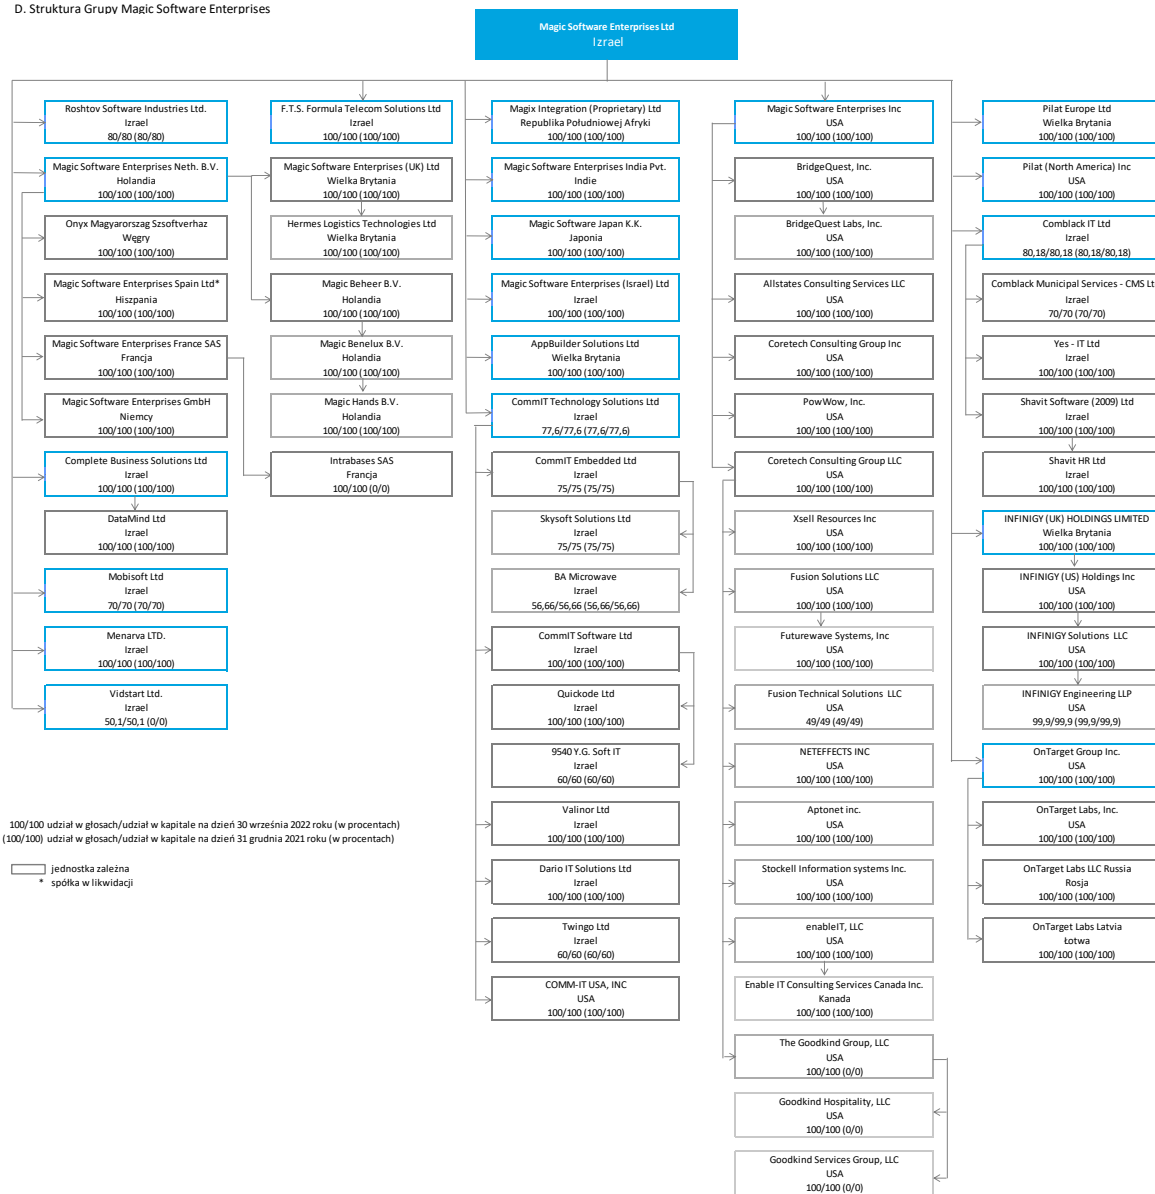 D. Struktura Grupy Magic Software Enterprises
Magic Software Enterprises Ltd
Izrael
Roshtov Software Industries Ltd.
Izrael
80/80 (80/80)
Magic Software Enterprises Neth. B.V.
Holandia
100/100 (100/100)
Onyx Magyarorszag Szsoftverhaz
Węgry
100/100 (100/100)
Magic Software Enterprises Spain Ltd*
Hiszpania
100/100 (100/100)
Magic Software Enterprises France SAS
Francja
100/100 (100/100)
Magic Software Enterprises GmbH
Niemcy
100/100 (100/100)
Complete Business Solutions Ltd
Izrael
100/100 (100/100)
DataMind Ltd
Izrael
100/100 (100/100)
Mobisoft Ltd
Izrael
70/70 (70/70)
Menarva LTD.
Izrael
100/100 (100/100)
Vidstart Ltd.
Izrael
50,1/50,1 (0/0)
F.T.S. Formula Telecom Solutions Ltd
Izrael
100/100 (100/100)
Magic Software Enterprises (UK) Ltd
Wielka Brytania
100/100 (100/100)
Hermes Logistics Technologies Ltd
Wielka Brytania
100/100 (100/100)
Magic Beheer B.V.
Holandia
100/100 (100/100)
Magic Benelux B.V.
Holandia
100/100 (100/100)
Magic Hands B.V.
Holandia
100/100 (100/100)
Intrabases SAS
Francja
100/100 (0/0)
Magix Integration (Proprietary) Ltd
Republika Południowej Afryki
100/100 (100/100)
Magic Software Enterprises India Pvt.
Indie
100/100 (100/100)
Magic Software Japan K.K.
Japonia
100/100 (100/100)
Magic Software Enterprises (Israel) Ltd
Izrael
100/100 (100/100)
AppBuilder Solutions Ltd
Wielka Brytania
100/100 (100/100)
CommIT Technology Solutions Ltd
Izrael
77,6/77,6 (77,6/77,6)
CommIT Embedded Ltd
Izrael
75/75 (75/75)
Skysoft Solutions Ltd
Izrael
75/75 (75/75)
BA Microwave
Izrael
56,66/56,66 (56,66/56,66)
CommIT Software Ltd
Izrael
100/100 (100/100)
Quickode Ltd
Izrael
100/100 (100/100)
9540 Y.G. Soft IT
Izrael
60/60 (60/60)
Valinor Ltd
Izrael
100/100 (100/100)
Dario IT Solutions Ltd
Izrael
100/100 (100/100)
Twingo Ltd
Izrael
60/60 (60/60)
COMM-IT USA, INC
USA
100/100 (100/100)
Magic Software Enterprises Inc
USA
100/100 (100/100)
BridgeQuest, Inc.
USA
100/100 (100/100)
BridgeQuest Labs, Inc.
USA
100/100 (100/100)
Allstates Consulting Services LLC
USA
100/100 (100/100)
Coretech Consulting Group Inc
USA
100/100 (100/100)
PowWow, Inc.
USA
100/100 (100/100)
Coretech Consulting Group LLC
USA
100/100 (100/100)
Xsell Resources Inc
USA
100/100 (100/100)
Fusion Solutions LLC
USA
100/100 (100/100)
Futurewave Systems, Inc
USA
100/100 (100/100)
Fusion Technical Solutions LLC
USA
49/49 (49/49)
NETEFFECTS INC
USA
100/100 (100/100)
Aptonet inc.
USA
100/100 (100/100)
Stockell Information systems Inc.
USA
100/100 (100/100)
enableIT, LLC
USA
100/100 (100/100)
Enable IT Consulting Services Canada Inc.
Kanada
100/100 (100/100)
The Goodkind Group, LLC
USA
100/100 (0/0)
Goodkind Hospitality, LLC
USA
100/100 (0/0)
Goodkind Services Group, LLC
USA
100/100 (0/0)
Pilat Europe Ltd
Wielka Brytania
100/100 (100/100)
Pilat (North America) Inc
USA
100/100 (100/100)
Comblack IT Ltd
Izrael
80,18/80,18 (80,18/80,18)
Comblack Municipal Services - CMS Lt
Izrael
70/70 (70/70)
Yes - IT Ltd
Izrael
100/100 (100/100)
Shavit Software (2009) Ltd
Izrael
100/100 (100/100)
Shavit HR Ltd
Izrael
100/100 (100/100)
INFINIGY (UK) HOLDINGS LIMITED
Wielka Brytania
100/100 (100/100)
INFINIGY (US) Holdings Inc
USA
100/100 (100/100)
INFINIGY Solutions LLC
USA
100/100 (100/100)
INFINIGY Engineering LLP
USA
99,9/99,9 (99,9/99,9)
OnTarget Group Inc.
USA
100/100 (100/100)
OnTarget Labs, Inc.
USA
100/100 (100/100)
OnTarget Labs LLC Russia
Rosja
100/100 (100/100)
OnTarget Labs Latvia
Łotwa
100/100 (100/100)
100/100 udział w głosach/udział w kapitale na dzień 30 września 2022 roku (w procentach)
(100/100) udział w głosach/udział w kapitale na dzień 31 grudnia 2021 roku (w procentach)
jednostka zależna
* spółka w likwidacji